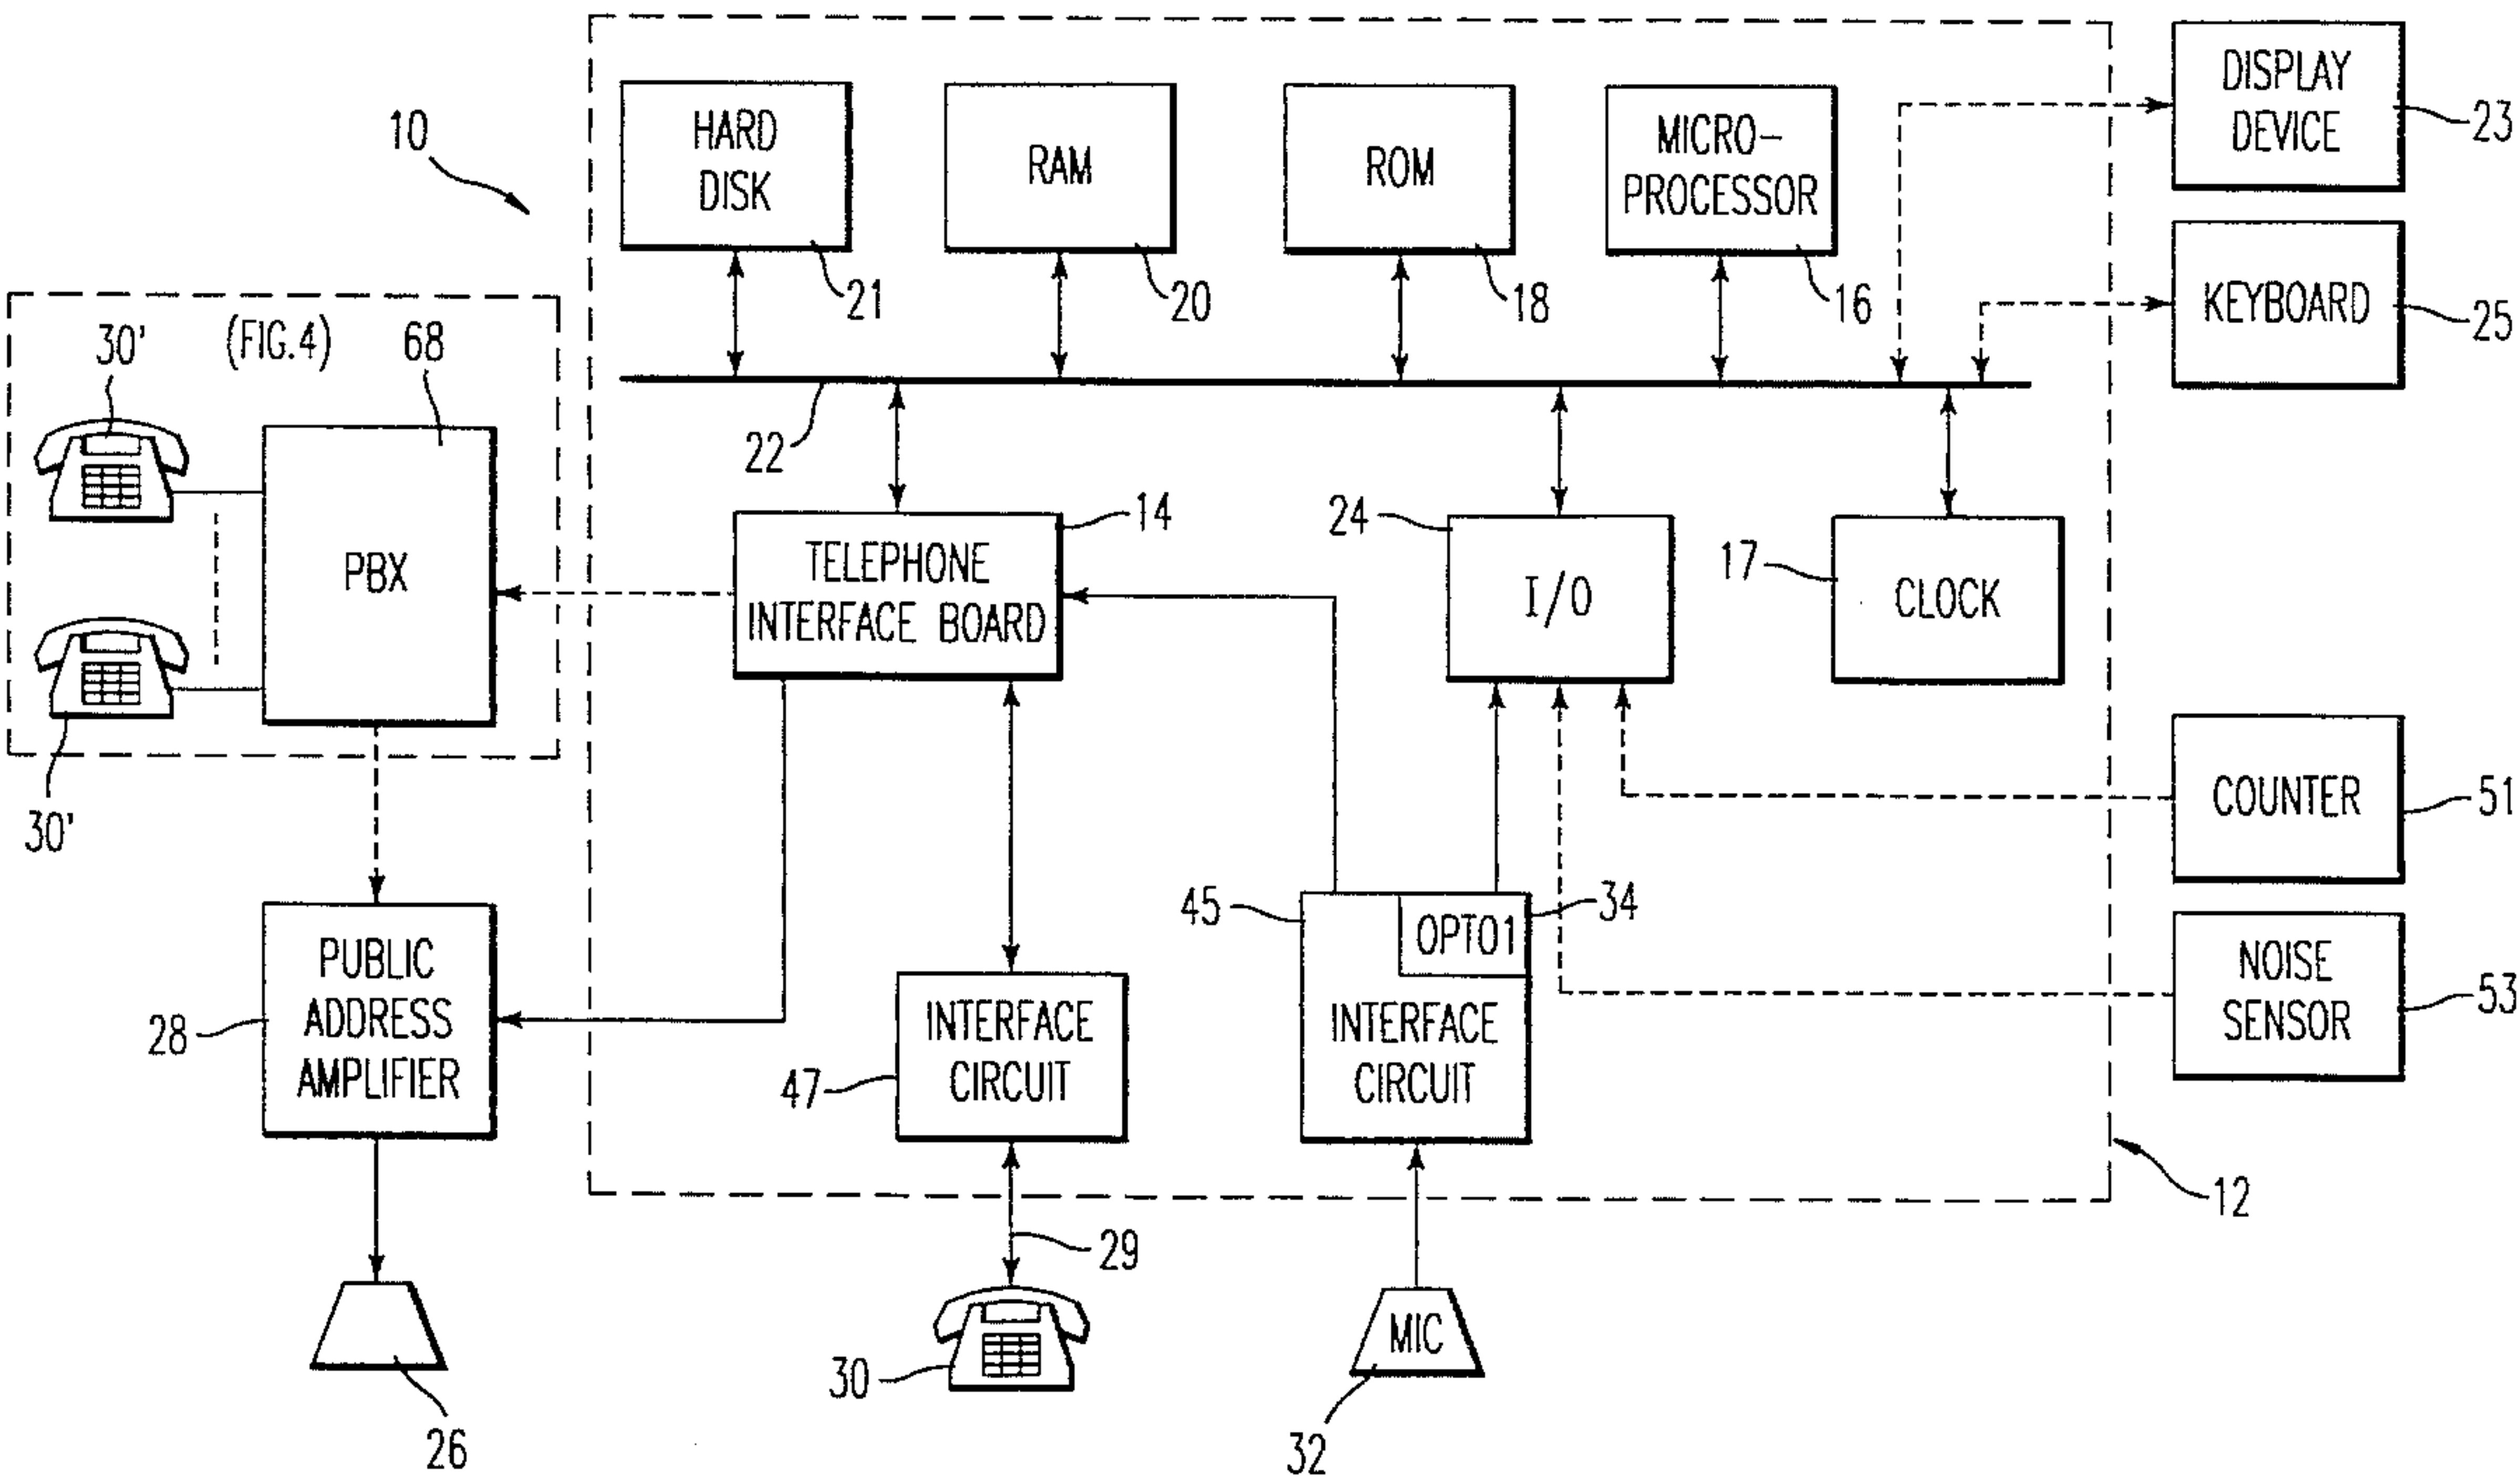 10
HARD
DISK
21
RAM
20
ROM
18
MICRO-
PROCESSOR
16
DISPLAY
DEVICE
23
KEYBOARD
25
30'
(FIG.4)
68
PBX
30'
22
14
TELEPHONE
INTERFACE BOARD
24
I/O
17
CLOCK
COUNTER
51
NOISE
SENSOR
53
28
PUBLIC
ADDRESS
AMPLIFIER
47
INTERFACE
CIRCUIT
45
OPTO1
34
INTERFACE
CIRCUIT
12
29
26
30
MIC
32